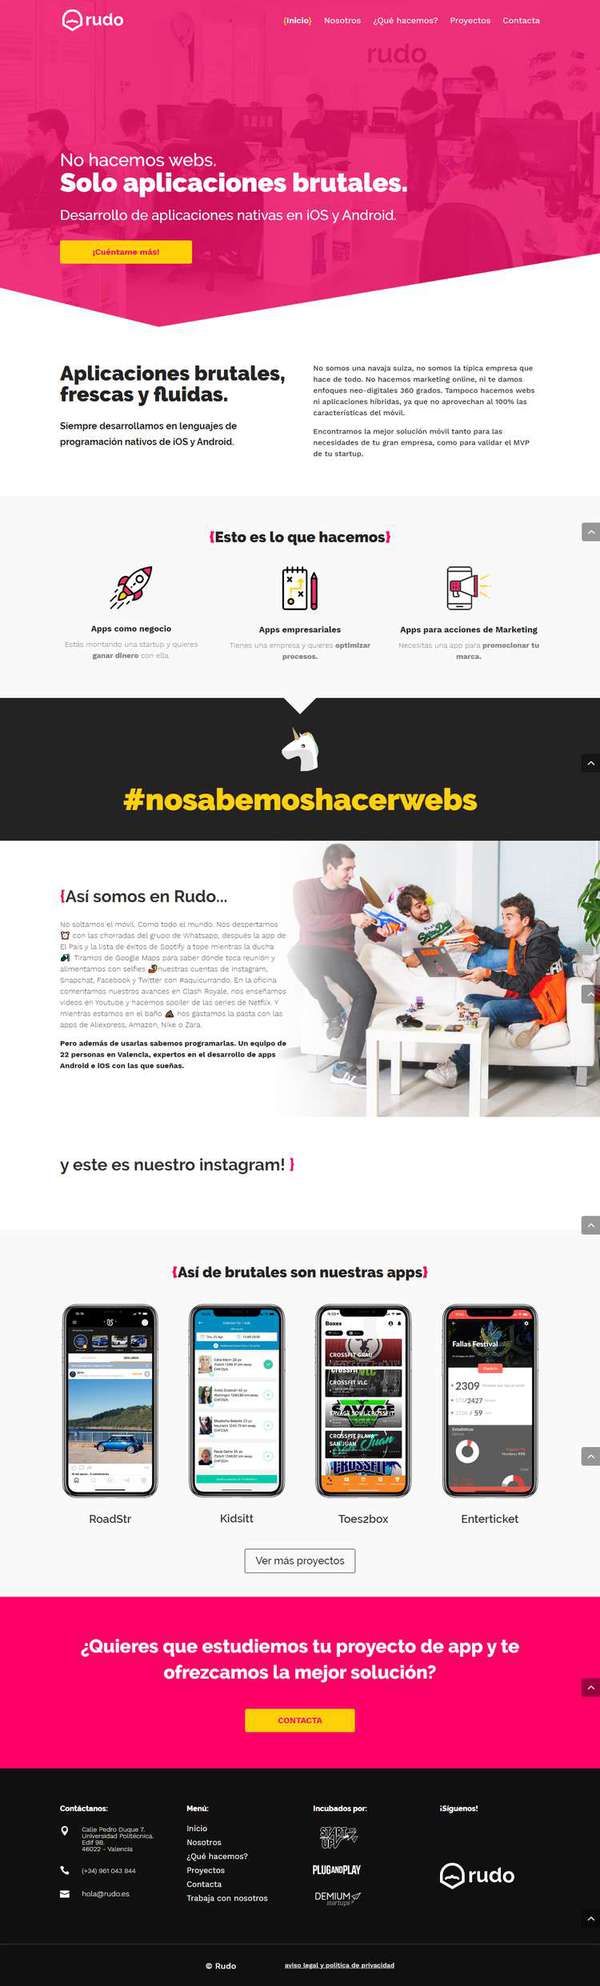 rudo
{Inicio}
Nosotros
¿Qué hacemos?
Proyectos
Contacta
rudo
No hacemos webs.
Solo aplicaciones brutales.
Desarrollo de aplicaciones nativas en iOS y Android.
¡Cuéntame más!
Aplicaciones brutales,
frescas y fluidas.
Siempre desarrollamos en lenguajes de
programación nativos de iOS y Android.
No somos una navaja suiza, no somos la típica empresa que
hace de todo. No hacemos marketing online, ni te damos
enfoques neo-digitales 360 grados. Tampoco hacemos webs
ni aplicaciones híbridas, ya que no aprovechan al 100% las
características del móvil.
Encontramos la mejor solución móvil tanto para las
necesidades de tu gran empresa, como para validar el MVP
de tu startup.
{Esto es lo que hacemos}
Apps como negocio
Estás montando una startup y quieres
ganar dinero con ella.
Apps empresariales
Tienes una empresa y quieres optimizar
procesos.
Apps para acciones de Marketing
Necesitas una app para promocionar tu
marca.
#nosabemoshacerwebs
{Así somos en Rudo...
No soltamos el móvil. Como todo el mundo. Nos despertamos
con las chorradas del grupo de Whatsapp, después la app de
El País y la lista de éxitos de Spotify a tope mientras la ducha
. Tiramos de Google Maps para saber dónde toca reunión y
alimentamos con selfies nuestras cuentas de Instagram,
Snapchat, Facebook y Twitter con #aquicurrando. En la oficina
comentamos nuestros avances en Clash Royale, nos enseñamos
vídeos en Youtube y hacemos spoiler de las series de Netflix. Y
mientras estamos en el baño , nos gastamos la pasta con las
apps de Aliexpress, Amazon, Nike o Zara.
Pero además de usarlas sabemos programarlas. Un equipo de
22 personas en Valencia, expertos en el desarrollo de apps
Android e iOS con las que sueñas.
y este es nuestro instagram! }
{Así de brutales son nuestras apps}
Boxes
CROSSFIT GRAU
CROSSFIT VLC
CROSSFIT PLAYA
SAN JUAN
CROSSFIT
Fallas Festival
2309
2427
59
Estadísticas
RoadStr
Kidsitt
Toes2box
Enterticket
Ver más proyectos
¿Quieres que estudiemos tu proyecto de app y te
ofrezcamos la mejor solución?
CONTACTA
Contáctanos:
Calle Pedro Duque 7.
Universidad Politécnica.
Edif 9B.
46022 - Valencia
(+34) 961 043 844
hola@rudo.es
Menú:
Inicio
Nosotros
¿Qué hacemos?
Proyectos
Contacta
Trabaja con nosotros
Incubados por:
START
UP!
PLUGANDPLAY
DEMIUM
startups
¡Síguenos!
rudo
© Rudo
aviso legal y política de privacidad